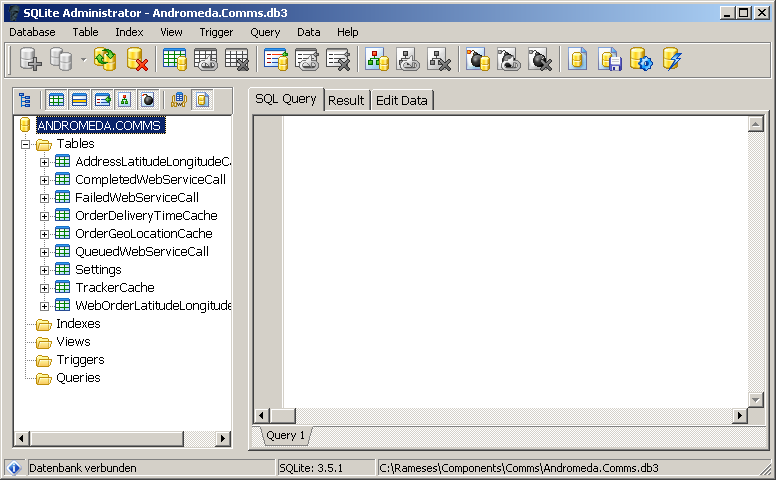 SQLite Administrator - Andromeda.Comms.db3
Database Table Index View Trigger Query Data Help
SQL Query Result Edit Data
ANDROMEDA.COMMS
Tables
AddressLatitudeLongitudeC
CompletedWebServiceCall
FailedWebServiceCall
OrderDeliveryTimeCache
OrderGeoLocationCache
QueuedWebServiceCall
Settings
TrackerCache
WebOrderLatitudeLongitude
Indexes
Views
Triggers
Queries
Query 1
Datenbank verbunden SQLite: 3.5.1 C:\Rameses\Components\Comms\Andromeda.Comms.db3